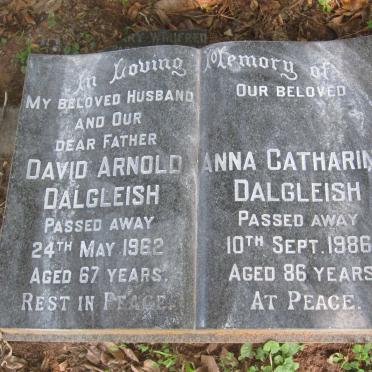 In Loving Memory of
My Beloved Husband
and Our
Dear Father
David Arnold
Dalgleish
Passed away
24th May 1962
Aged 67 years.
Rest in Peace.
Our Beloved
Anna Catharin
Dalgleish
Passed away
10th Sept. 1986
Aged 86 years
At Peace.